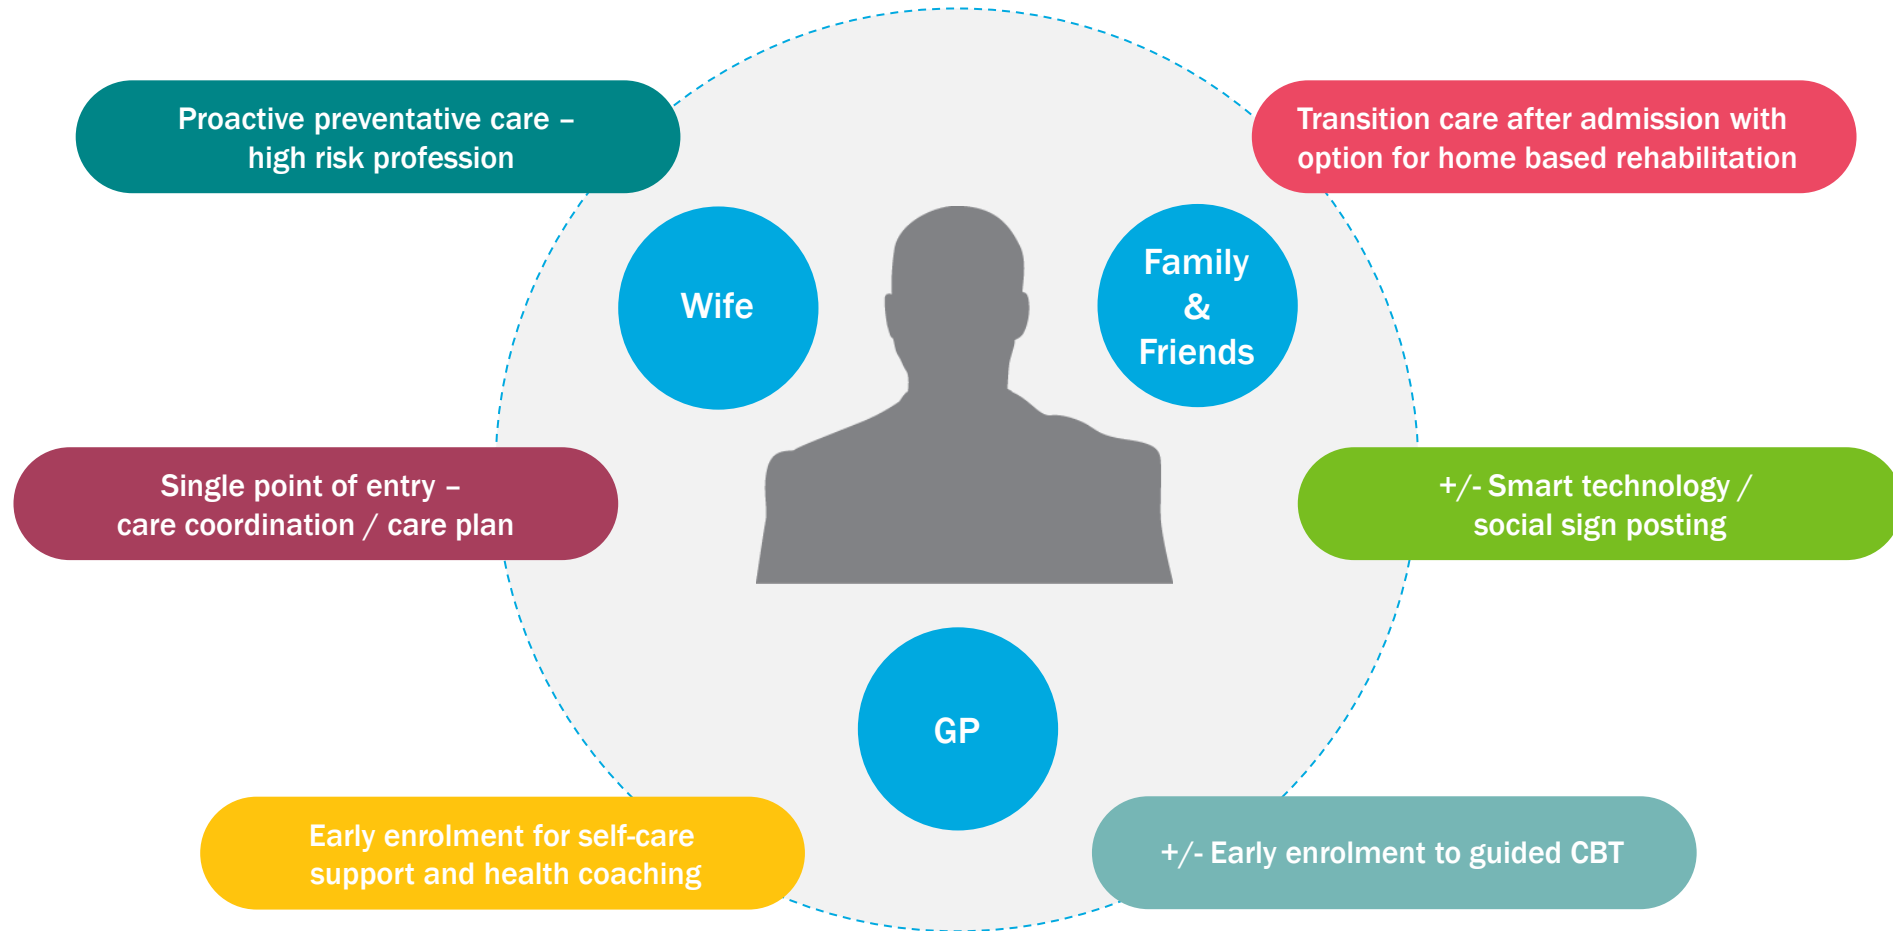 Proactive preventative care –
high risk profession
Transition care after admission with
option for home based rehabilitation
Wife
Family
&
Friends
Single point of entry –
care coordination / care plan
+/- Smart technology /
social sign posting
GP
Early enrolment for self-care
support and health coaching
+/- Early enrolment to guided CBT